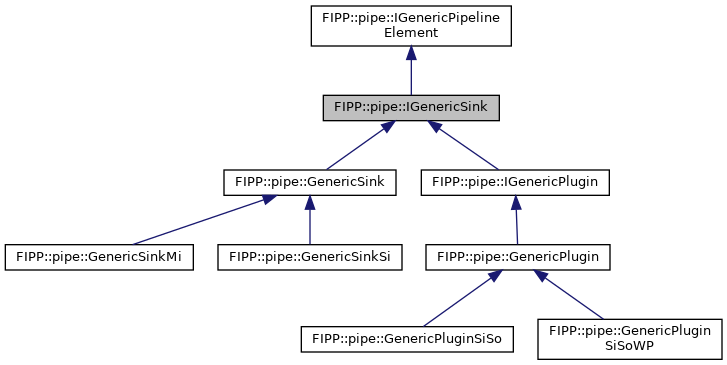 FIPP::pipe::IGenericPipeline
Element
FIPP::pipe::IGenericSink
FIPP::pipe::GenericSink
FIPP::pipe::IGenericPlugin
FIPP::pipe::GenericSinkMi
FIPP::pipe::GenericSinkSi
FIPP::pipe::GenericPlugin
FIPP::pipe::GenericPluginSiSo
FIPP::pipe::GenericPlugin
SiSoWP